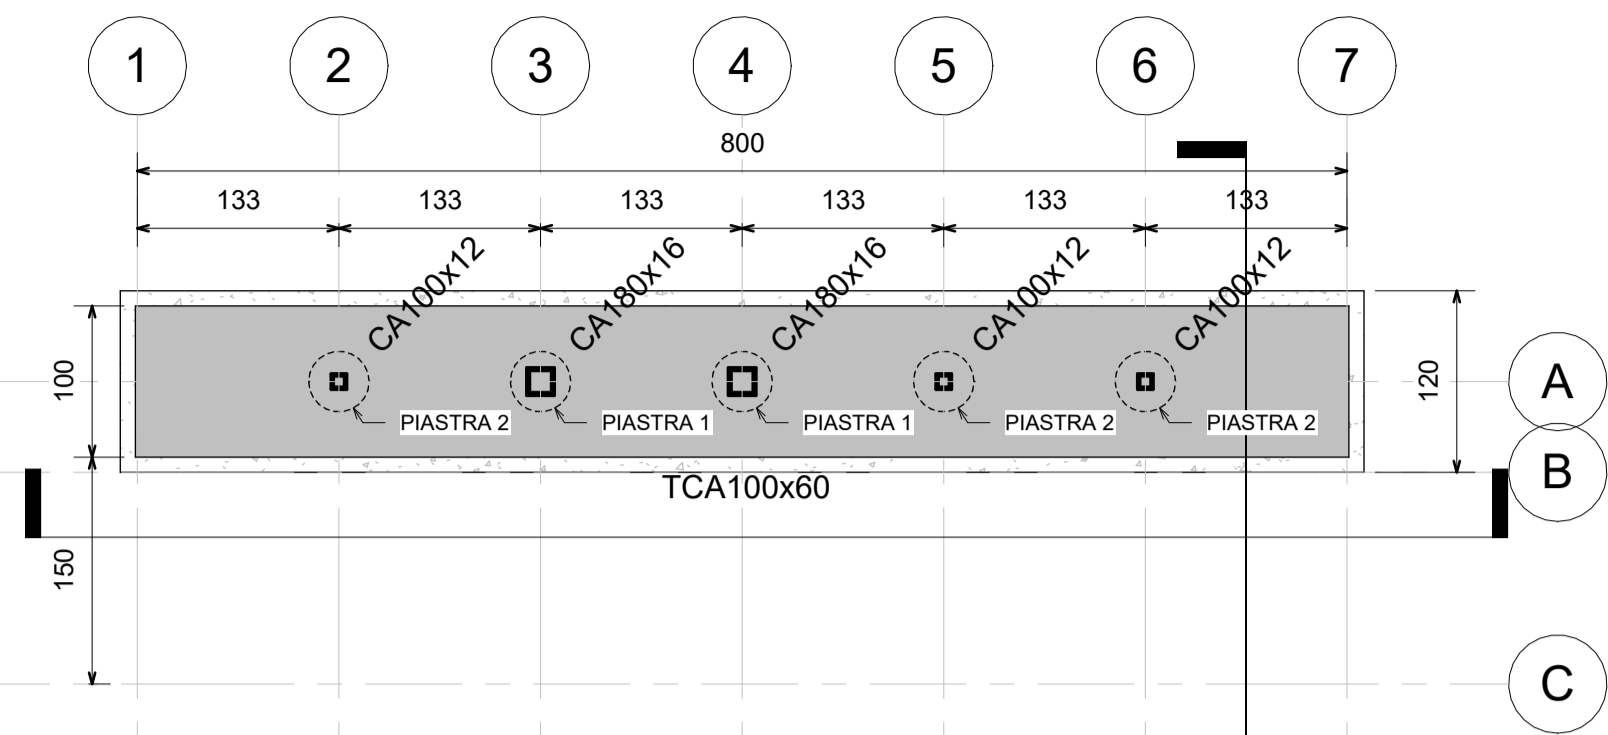 1 2 3 4 5 6 7
800
133 133 133 133 133 133
CA100x12 CA180x16 CA180x16 CA100x12 CA100x12
100
120
A
PIASTRA 2 PIASTRA 1 PIASTRA 1 PIASTRA 2 PIASTRA 2
B
TCA100x60
150
C